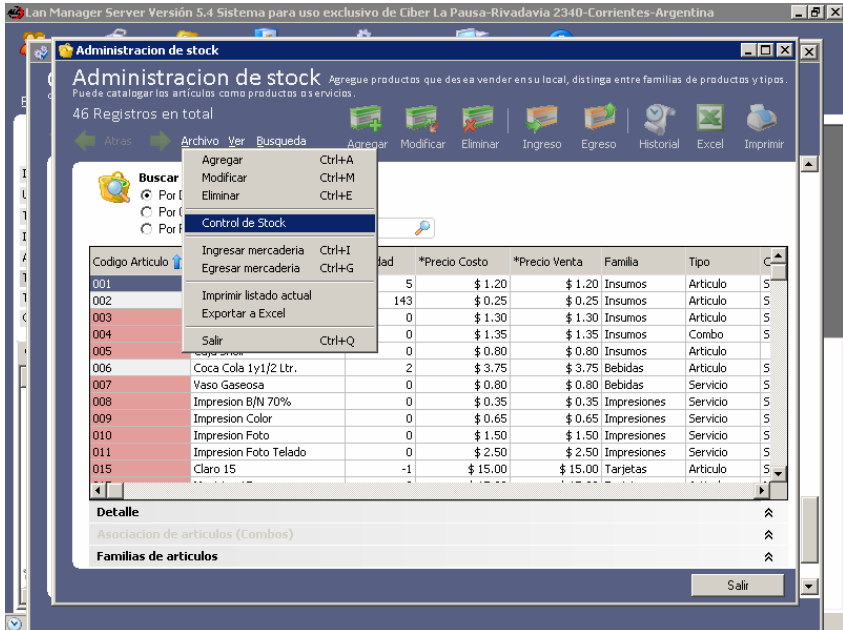 Lan Manager Server Versión 5.4 Sistema para uso exclusivo de Ciber La Pausa-Rivadavia 2340-Corrientes-Argentina
Administracion de stock
Administracion de stock Agregue productos que desea vender en su local, distinga entre familias de productos y tipos.
Puede catalogar los artículos como productos o servicios.
46 Registros en total
Atras Archivo Ver Busqueda Agregar Modificar Eliminar Ingreso Egreso Historial Excel Imprimir
Agregar Ctrl+A
Modificar Ctrl+M
Eliminar Ctrl+E
Control de Stock
Ingresar mercaderia Ctrl+I
Egresar mercaderia Ctrl+G
Imprimir listado actual
Exportar a Excel
Salir Ctrl+Q
Buscar
Por
Por
Por
Codigo Articulo *Precio Costo *Precio Venta Familia Tipo
001 5 $ 1.20 $ 1.20 Insumos Articulo S
002 143 $ 0.25 $ 0.25 Insumos Articulo S
003 0 $ 1.30 $ 1.30 Insumos Articulo S
004 0 $ 1.35 $ 1.35 Insumos Combo S
005 0 $ 0.80 $ 0.80 Insumos Articulo
006 Coca Cola 1y1/2 Ltr. 2 $ 3.75 $ 3.75 Bebidas Articulo S
007 Vaso Gaseosa 0 $ 0.80 $ 0.80 Bebidas Servicio S
008 Impresion B/N 70% 0 $ 0.35 $ 0.35 Impresiones Servicio S
009 Impresion Color 0 $ 0.65 $ 0.65 Impresiones Servicio S
010 Impresion Foto 0 $ 1.50 $ 1.50 Impresiones Servicio S
011 Impresion Foto Telado 0 $ 2.50 $ 2.50 Impresiones Servicio S
015 Claro 15 -1 $ 15.00 $ 15.00 Tarjetas Articulo S
Detalle
Asociacion de articulos (Combos)
Familias de articulos
Salir